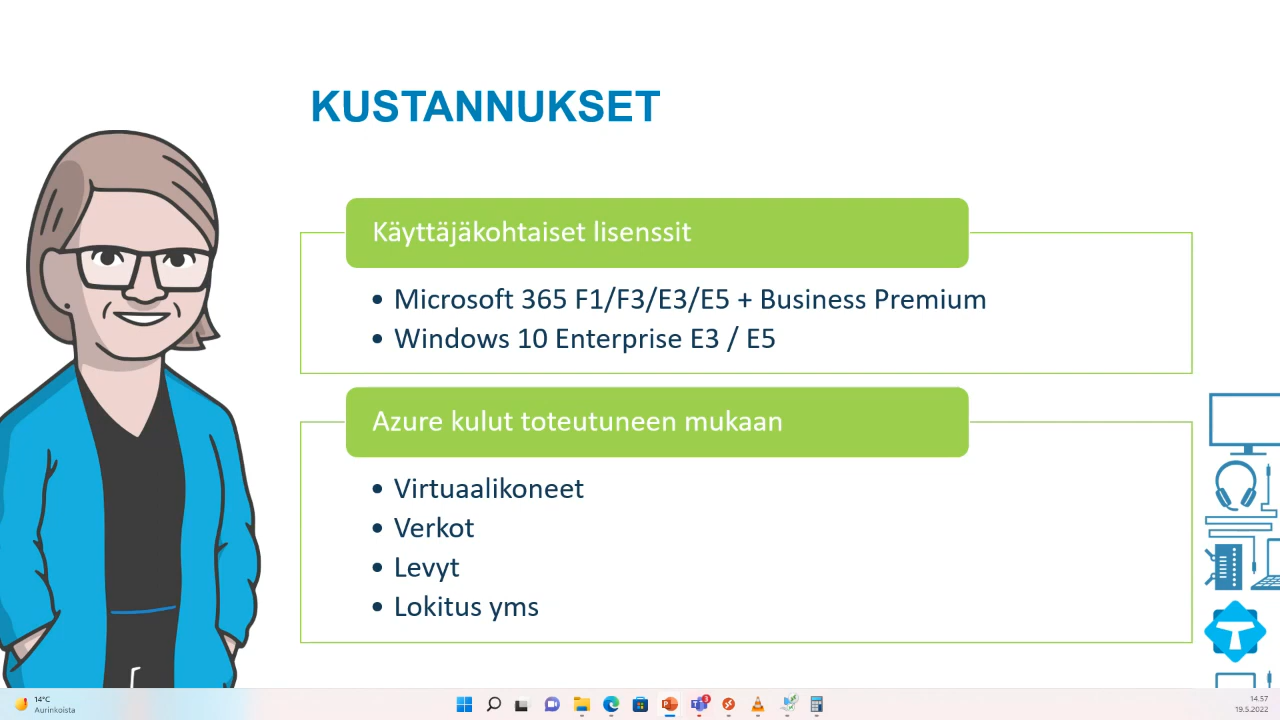 KUSTANNUKSET
Käyttäjäkohtaiset lisenssit
• Microsoft 365 F1/F3/E3/E5 + Business Premium
• Windows 10 Enterprise E3 / E5
Azure kulut toteutuneen mukaan
• Virtuaalikoneet
• Verkot
• Levyt
• Lokitus yms
14°C
Aurinkoista
14.57
19.5.2022